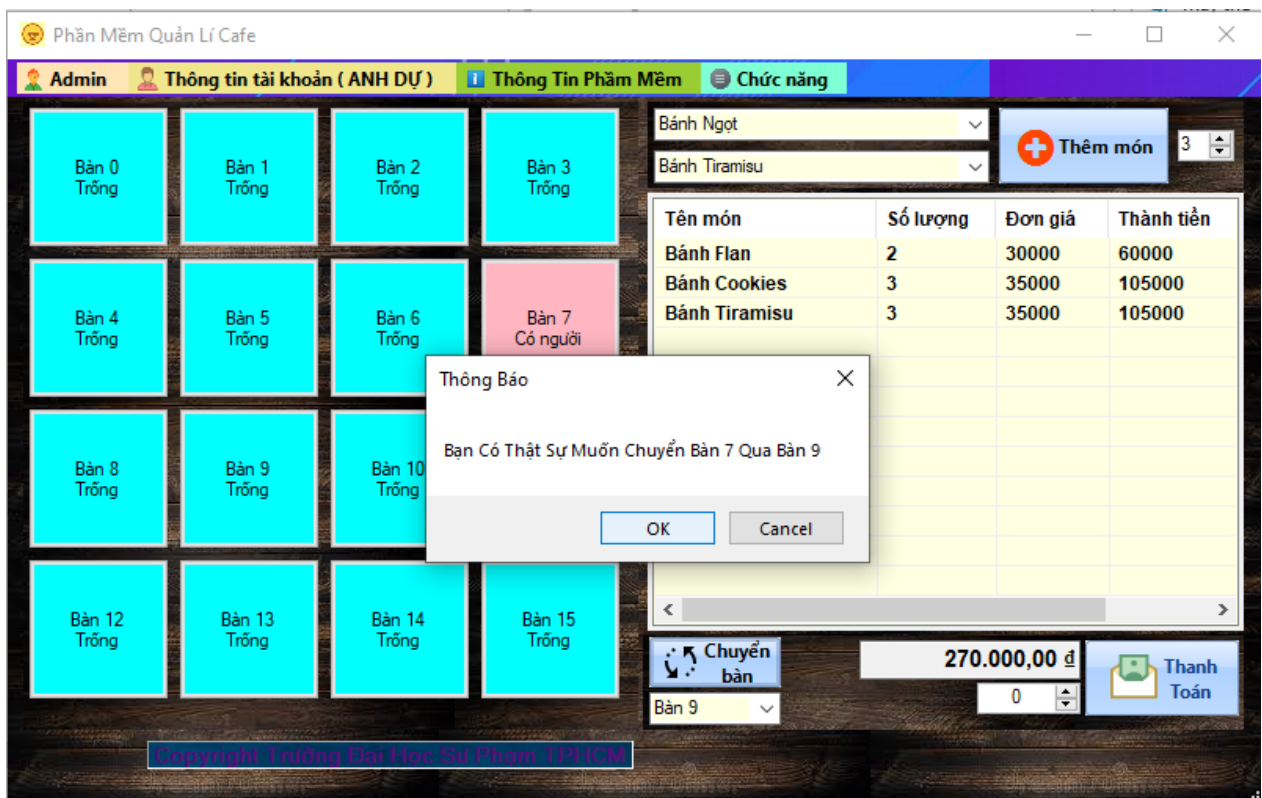 Phần Mềm Quản Lí Cafe
Admin Thông tin tài khoản ( ANH DỰ ) Thông Tin Phầm Mềm Chức năng
Bàn 0
Trống
Bàn 1
Trống
Bàn 2
Trống
Bàn 3
Trống
Bàn 4
Trống
Bàn 5
Trống
Bàn 6
Trống
Bàn 7
Có người
Bàn 8
Trống
Bàn 9
Trống
Bàn 10
Trống
Bàn 12
Trống
Bàn 13
Trống
Bàn 14
Trống
Bàn 15
Trống
Bánh Ngọt
Bánh Tiramisu
Thêm món
3
Tên món Số lượng Đơn giá Thành tiền
Bánh Flan 2 30000 60000
Bánh Cookies 3 35000 105000
Bánh Tiramisu 3 35000 105000
Thông Báo
Bạn Có Thật Sự Muốn Chuyển Bàn 7 Qua Bàn 9
OK Cancel
Chuyển
bàn
Bàn 9
270.000,00 ₫
0
Thanh
Toán
Copyright Trường Đại Học Sư Phạm TPHCM